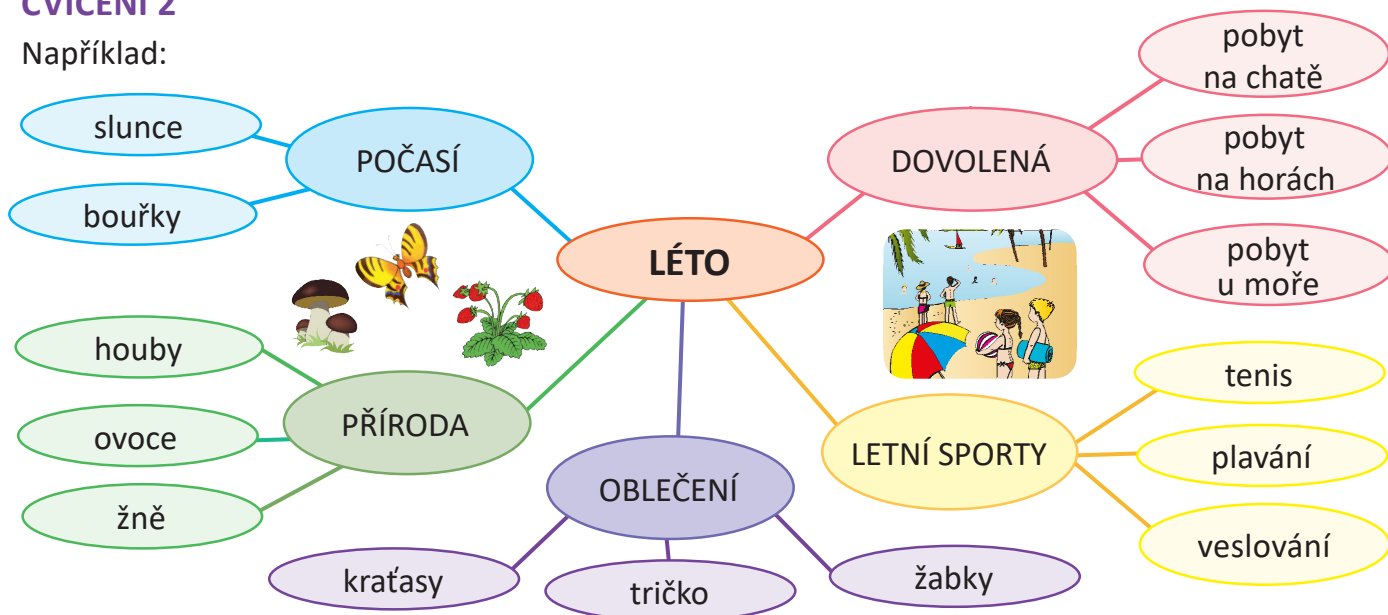 CVIČENÍ 2
Například:
slunce
bouřky
POČASÍ
LÉTO
DOVOLENÁ
pobyt
na chatě
pobyt
na horách
pobyt
u moře
houby
ovoce
žně
PŘÍRODA
OBLEČENÍ
kraťasy
tričko
žabky
LETNÍ SPORTY
tenis
plavání
veslování